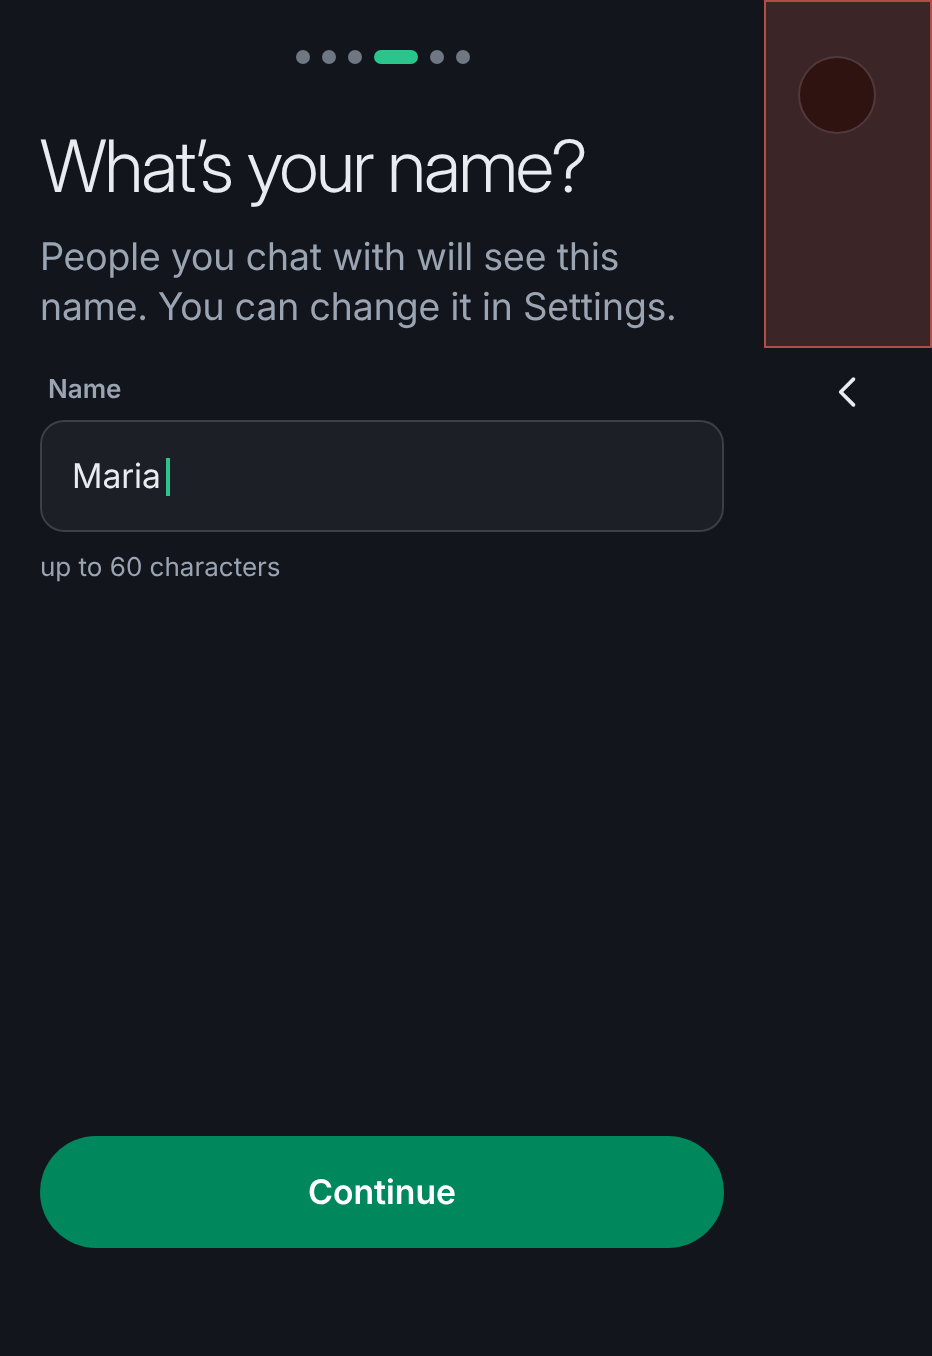 What’s your name?
People you chat with will see this
name. You can change it in Settings.
Name
Maria
up to 60 characters
Continue